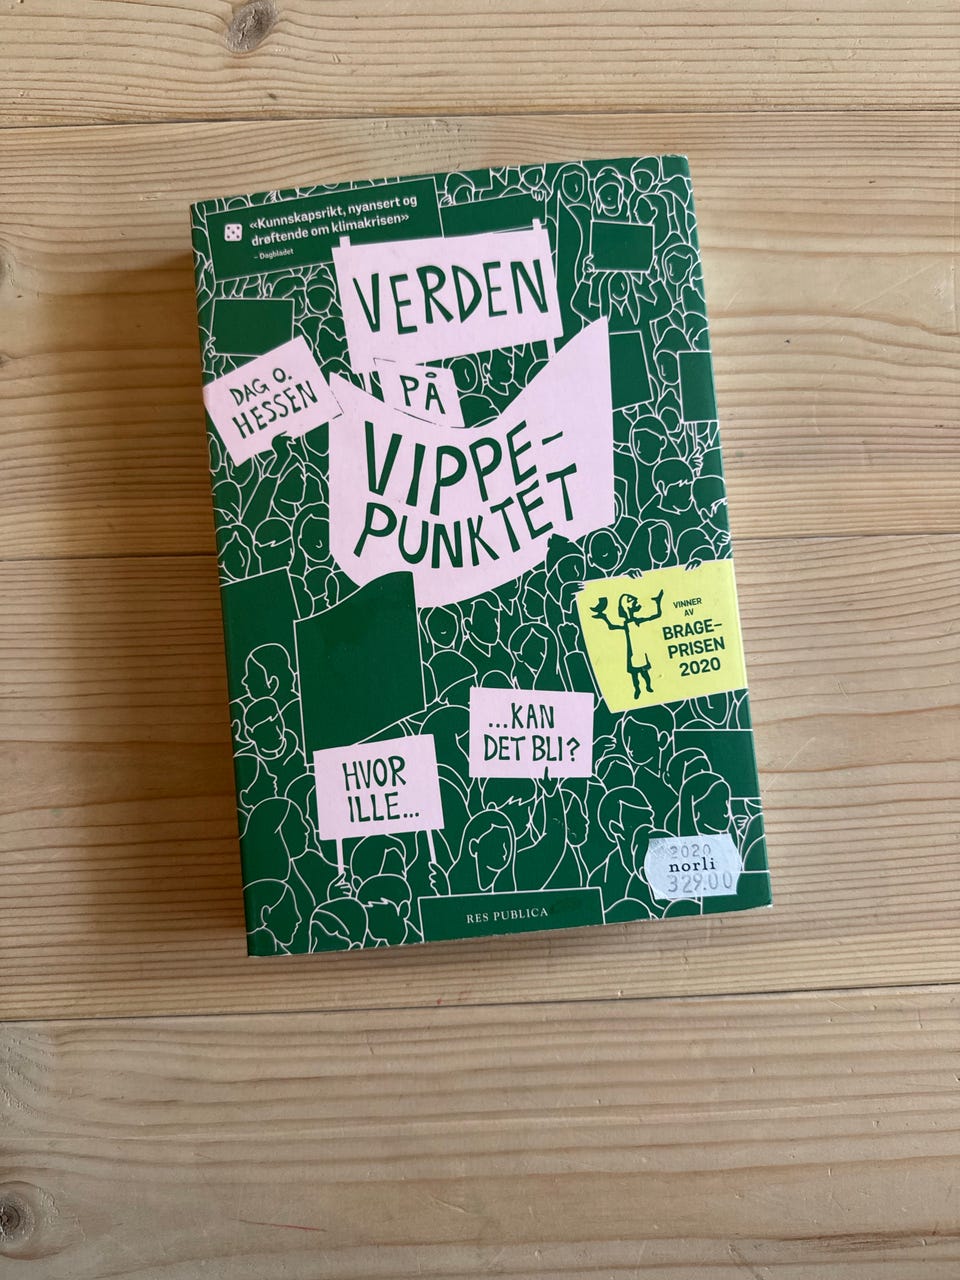 «Kunnskapsrikt, nyansert og
drøftende om klimakrisen»
– Dagbladet
VERDEN
PÅ
VIPPE–
PUNKTET
DAG O.
HESSEN
VINNER
AV
BRAGE–
PRISEN
2020
...KAN
DET BLI?
HVOR
ILLE...
2020
norli
329.00
RES PUBLICA